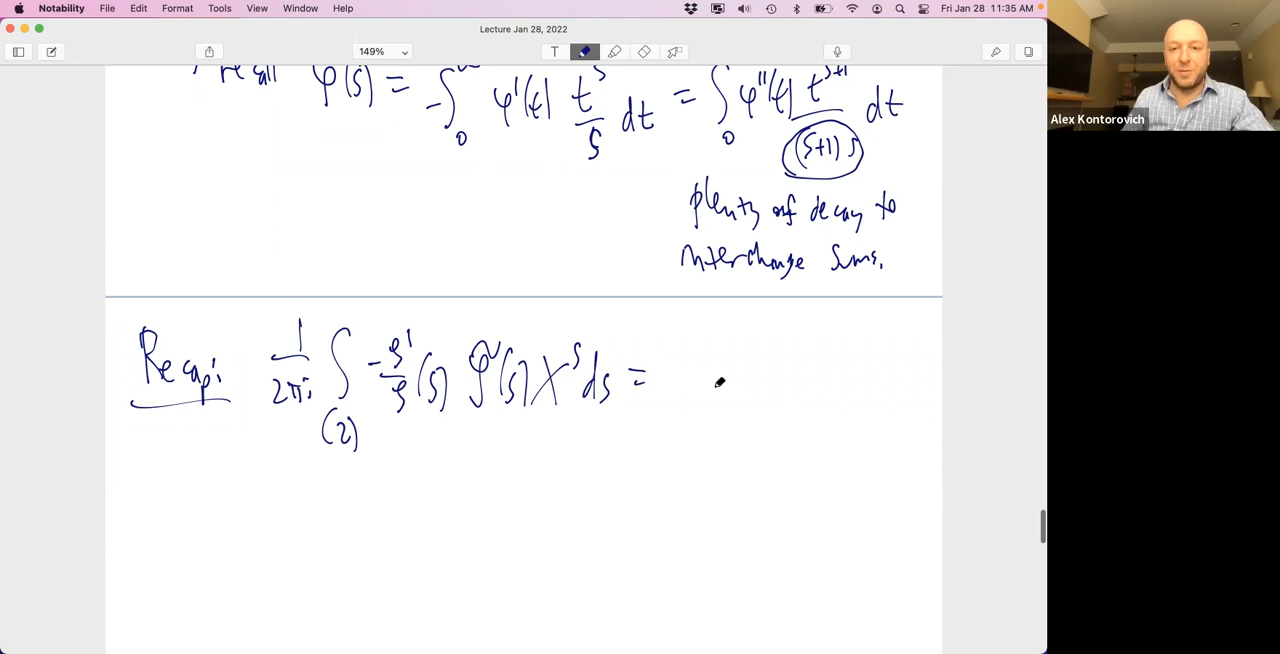 Notability File Edit Format Tools View Window Help Fri Jan 28 11:35 AM
Lecture Jan 28, 2022
149% T
Alex Kontorovich
recall φ̃(s) = -∫₀^∞ φ'(t) t^s/s dt = ∫₀ φ''(t) t^{s+1}/((s+1)s) dt
plenty of decay to
interchange sums.
Recap: 1/2πi ∫_(2) -ζ'/ζ (s) φ̃(s) X^s ds =